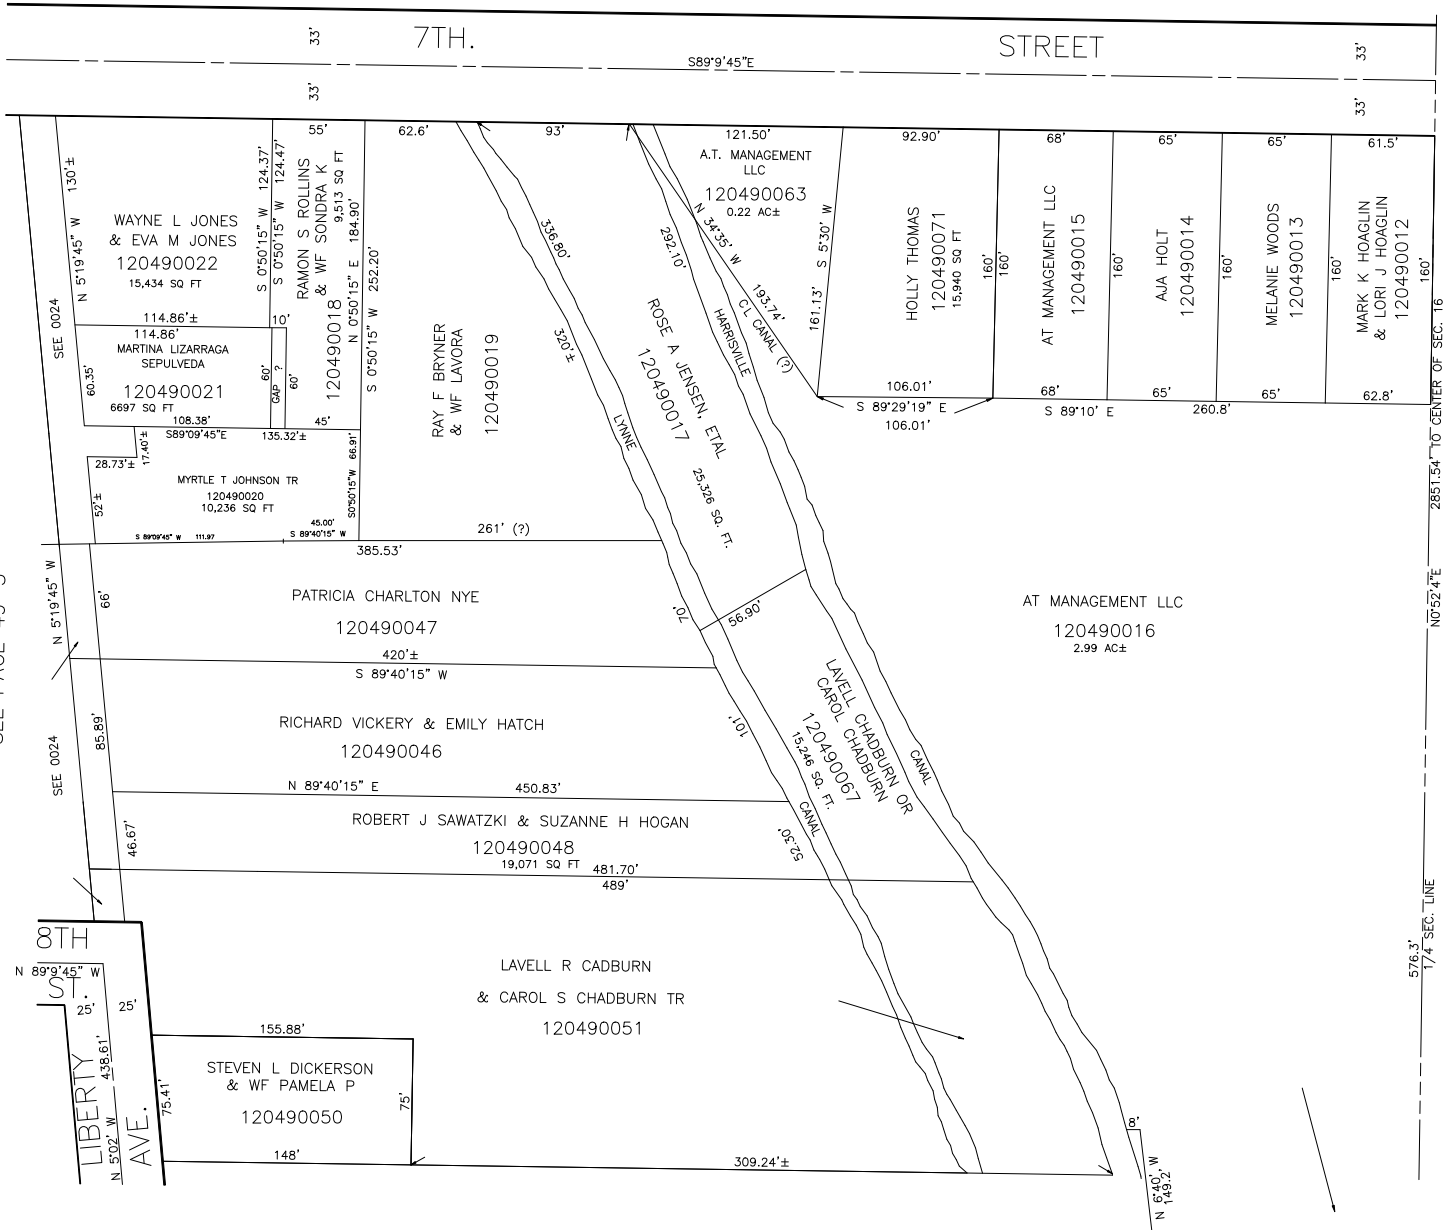 33'
7TH.
STREET
33'
S89°9'45"E
33'
33'
55'
62.6'
93'
121.50'
92.90'
68'
65'
65'
61.5'
130'±
N 5°19'45" W
WAYNE L JONES
& EVA M JONES
120490022
15,434 SQ FT
S 0°50'15" W 124.37'
S 0°50'15" W 124.47'
RAMON S ROLLINS
& WF SONDRA K
9,513 SQ FT
120490018
N 0°50'15" E 184.90'
S 0°50'15" W 252.20'
A.T. MANAGEMENT
LLC
120490063
0.22 AC±
N 34°35' W
193.74'
161.13' S 5°30' W
HOLLY THOMAS
120490071
15,940 SQ FT
160'
160'
AT MANAGEMENT LLC
120490015
160'
AJA HOLT
120490014
160'
MELANIE WOODS
120490013
160'
MARK K HOAGLIN
& LORI J HOAGLIN
120490012
160'
336.80'
320'±
292.10'
HARRISVILLE
C.L CANAL (?)
SEE 0024
114.86'±
10'
114.86'
MARTINA LIZARRAGA
SEPULVEDA
120490021
6697 SQ FT
60.35'
60'
GAP ?
60'
108.38'
S89°09'45"E
135.32'±
45'
RAY F BRYNER
& WF LAVORA
120490019
LYNNE
ROSE A JENSEN, ETAL
120490017
25,326 SQ. FT.
106.01'
S 89°29'19" E
106.01'
68'
65'
65'
62.8'
S 89°10' E
260.8'
2851.54' TO CENTER OF SEC. 16
28.73'±
17.40'±
52'±
MYRTLE T JOHNSON TR
120490020
10,236 SQ FT
S0°50'15"W 66.91'
S 89°09'45" W 111.97
45.00'
S 89°40'15" W
261' (?)
385.53'
N 5°19'45" W
66'
PATRICIA CHARLTON NYE
120490047
420'±
S 89°40'15" W
70'
56.90'
AT MANAGEMENT LLC
120490016
2.99 AC±
N0°52'4"E
SEE 0024
85.89'
RICHARD VICKERY & EMILY HATCH
120490046
N 89°40'15" E
450.83'
101'
LAVELL CHADBURN OR
CAROL CHADBURN
120490067
15,246 SQ. FT.
CANAL
46.67'
ROBERT J SAWATZKI & SUZANNE H HOGAN
120490048
19,071 SQ FT
481.70'
489'
52.30'
CANAL
8TH
ST.
N 89°9'45" W
25'
25'
LIBERTY
AVE.
438.61'
N 5°02' W
LAVELL R CADBURN
& CAROL S CHADBURN TR
120490051
155.88'
STEVEN L DICKERSON
& WF PAMELA P
120490050
75.41'
75'
148'
309.24'±
8'
N 6°40' W
149.2'
576.3'
1/4 SEC. LINE